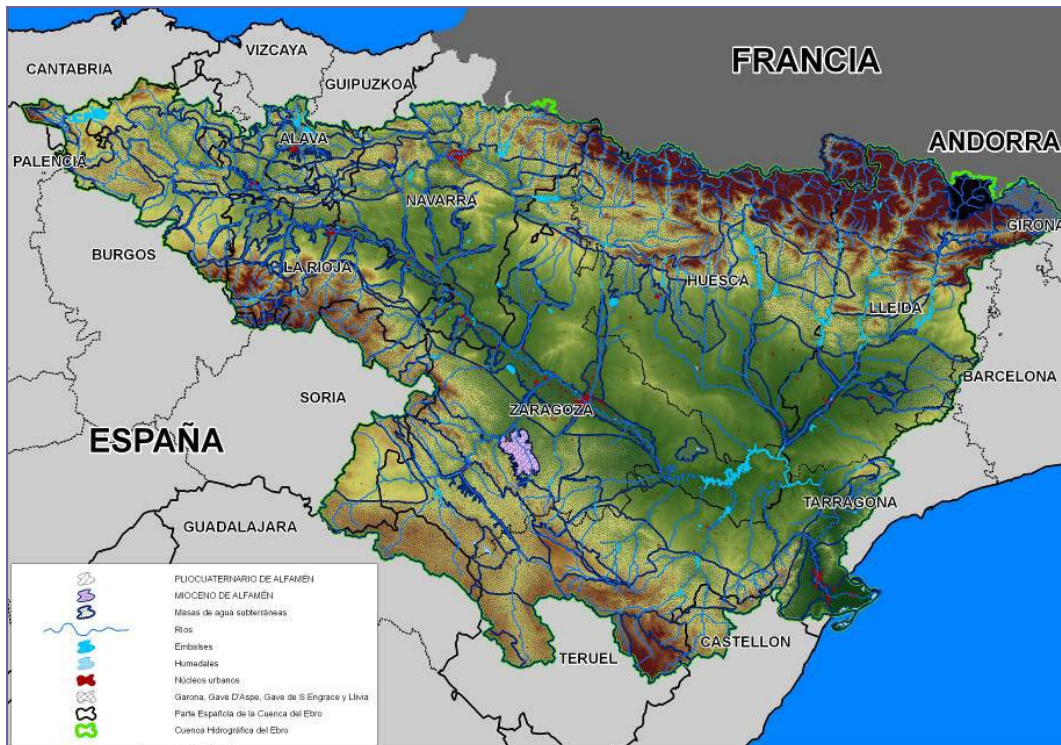 FRANCIA
VIZCAYA
CANTABRIA
GUIPUZKOA
ALAVA
ANDORRA
PALENCIA
NAVARRA
GIRONA
BURGOS
LA RIOJA
HUESCA
LLEIDA
BARCELONA
SORIA
ZARAGOZA
ESPAÑA
TARRAGONA
GUADALAJARA
CASTELLON
TERUEL
PLIOCUATERNARIO DE ALFAMÉN
MIOCENO DE ALFAMÉN
Masas de agua subterráneas
Ríos
Embalses
Humedales
Núcleos urbanos
Garona, Gave D'Aspe, Gave de S.Engrace y Llivia
Parte Española de la Cuenca del Ebro
Cuenca Hidrográfica del Ebro